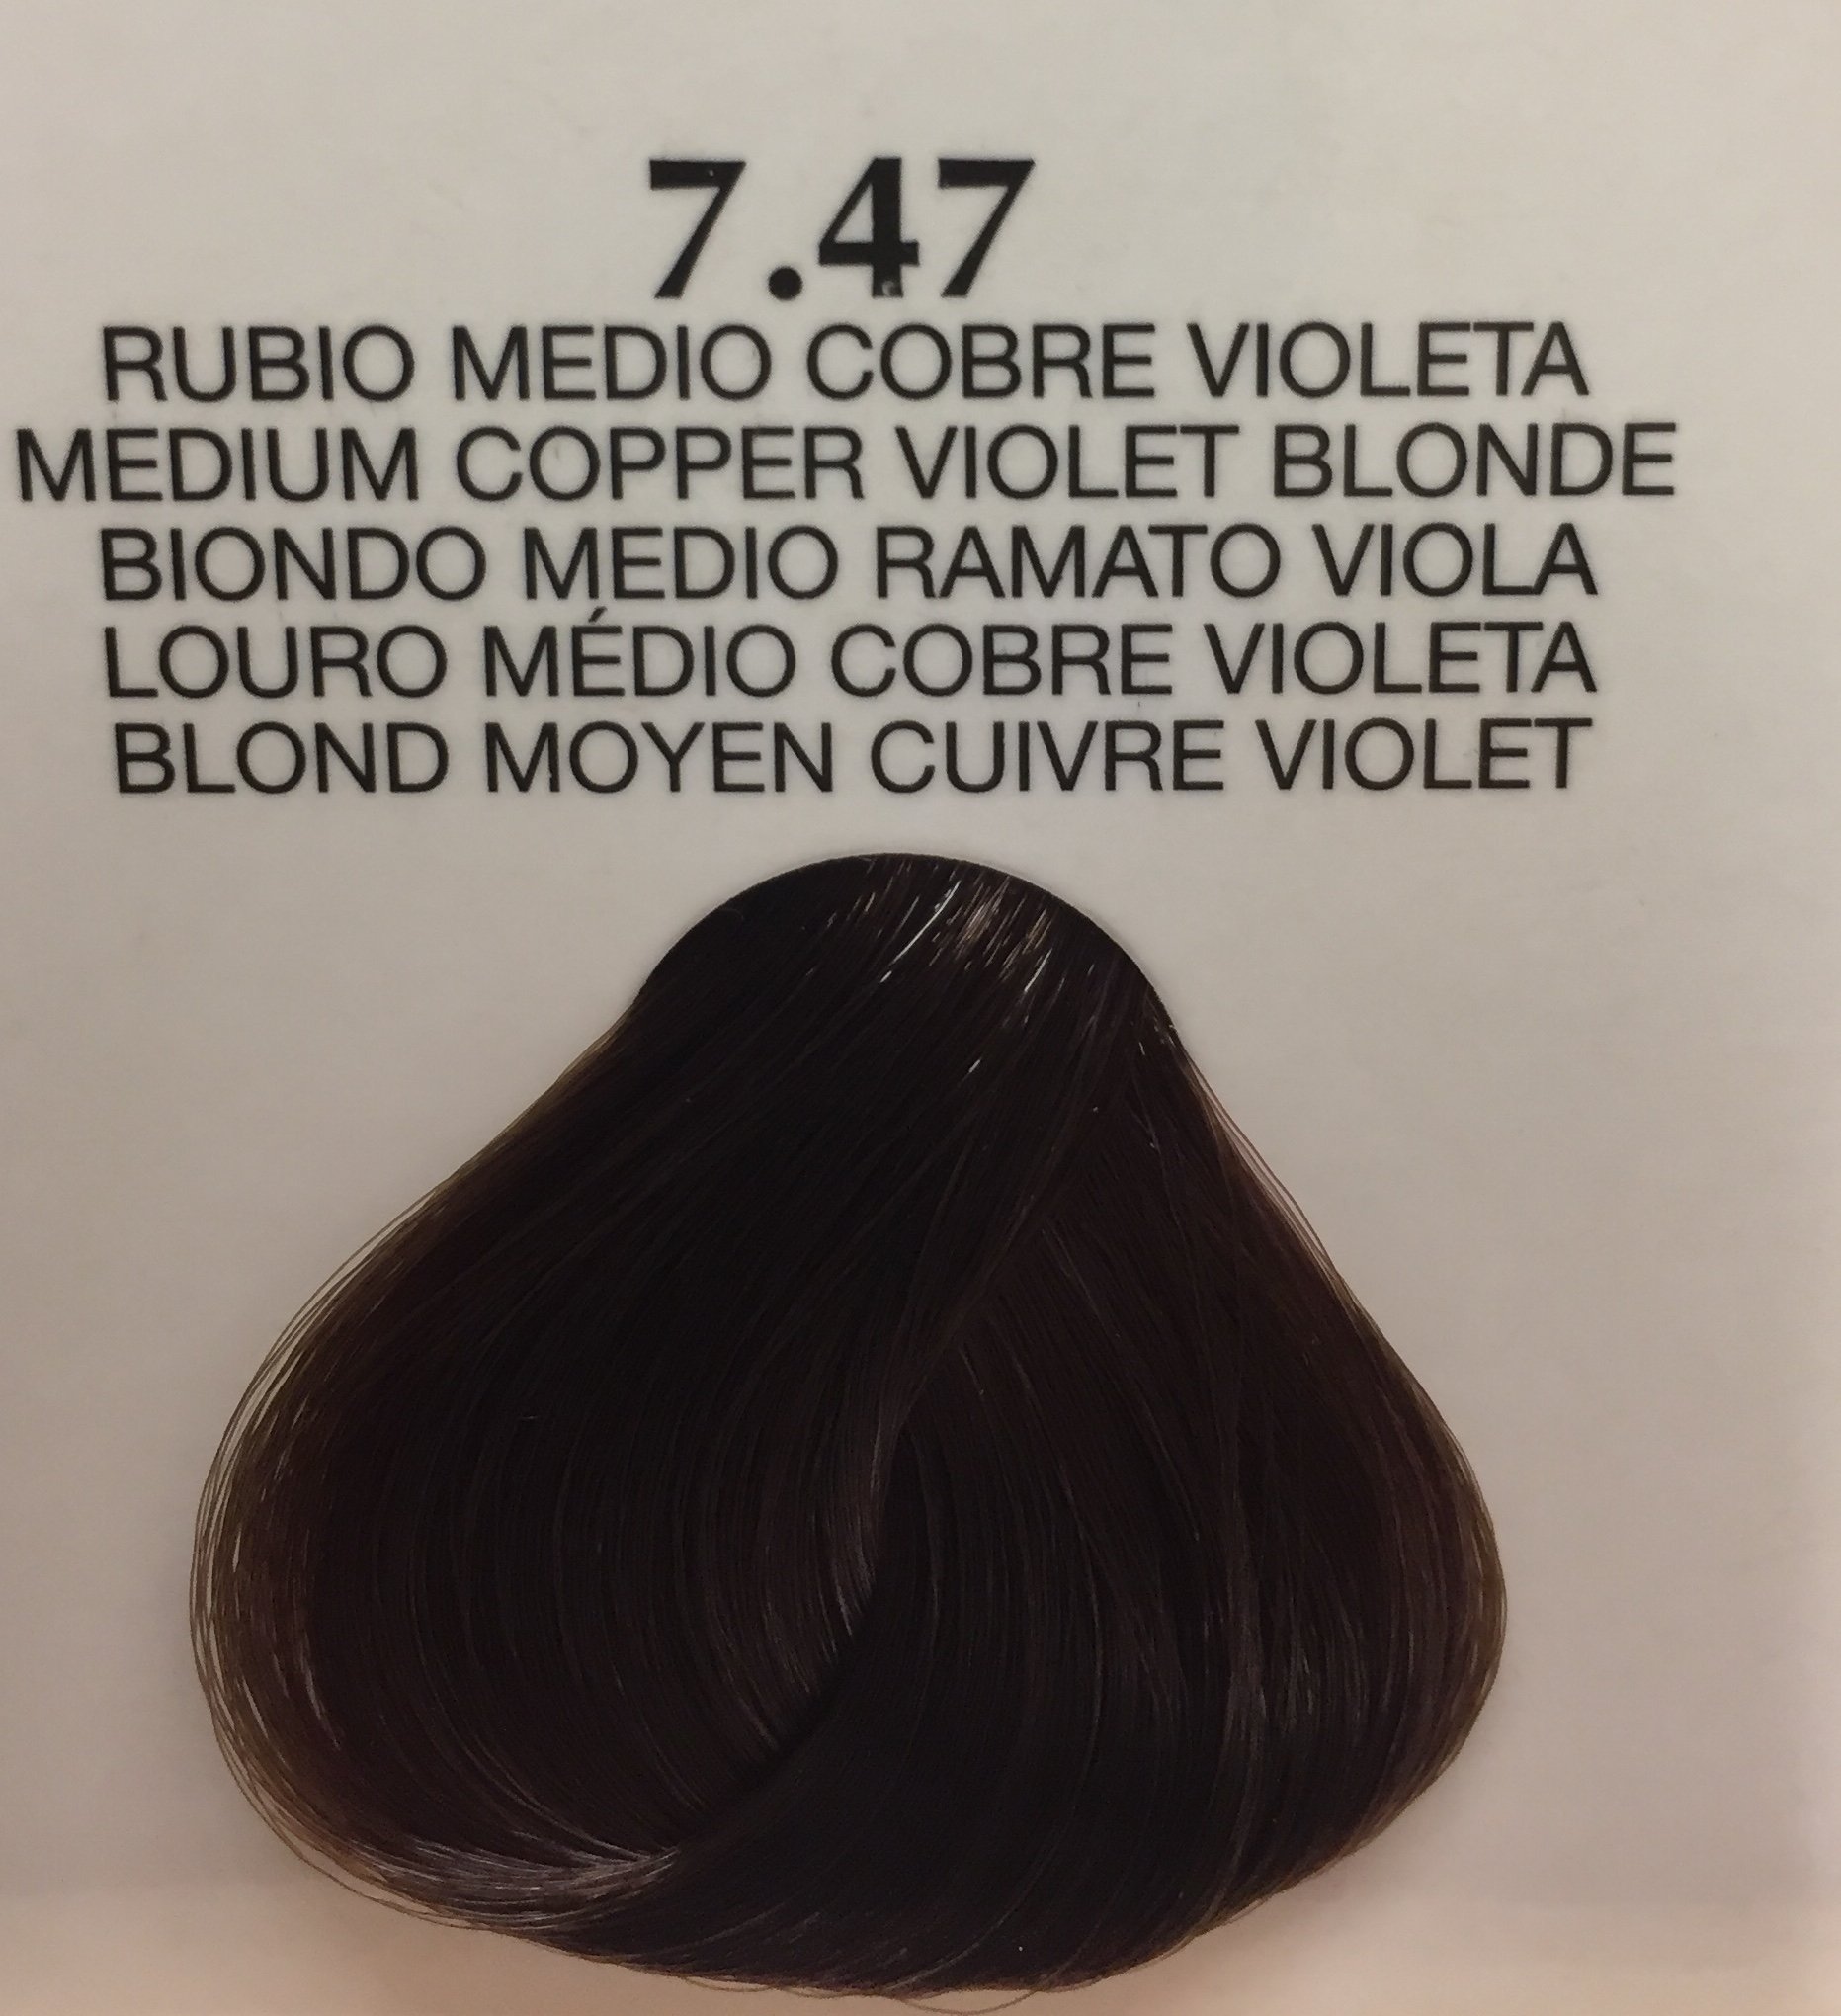 7.47
RUBIO MEDIO COBRE VIOLETA
MEDIUM COPPER VIOLET BLONDE
BIONDO MEDIO RAMATO VIOLA
LOURO MÉDIO COBRE VIOLETA
BLOND MOYEN CUIVRE VIOLET